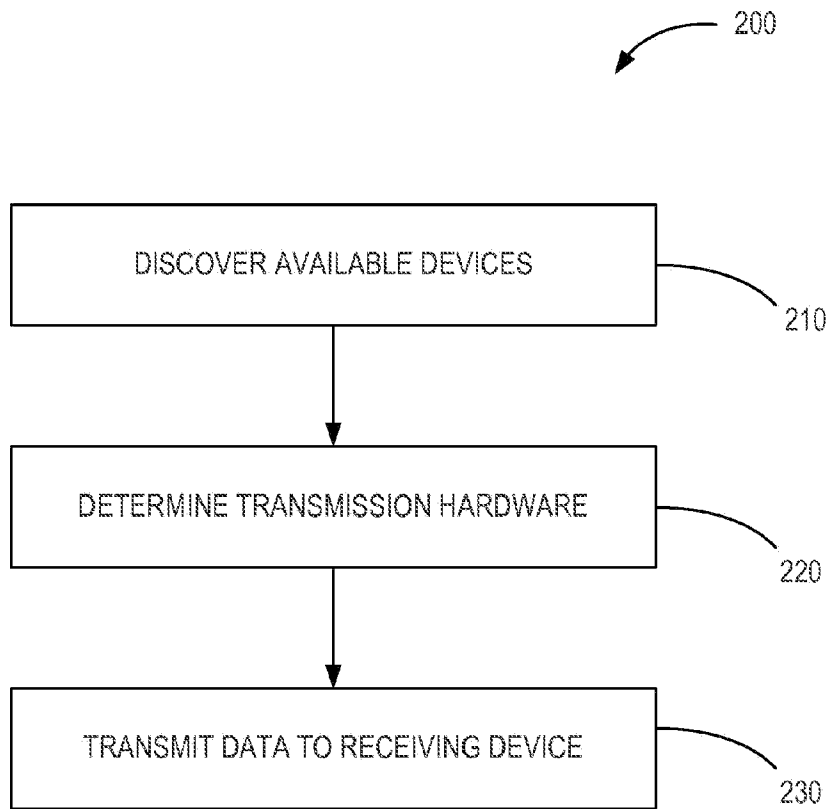 200
DISCOVER AVAILABLE DEVICES
210
DETERMINE TRANSMISSION HARDWARE
220
TRANSMIT DATA TO RECEIVING DEVICE
230